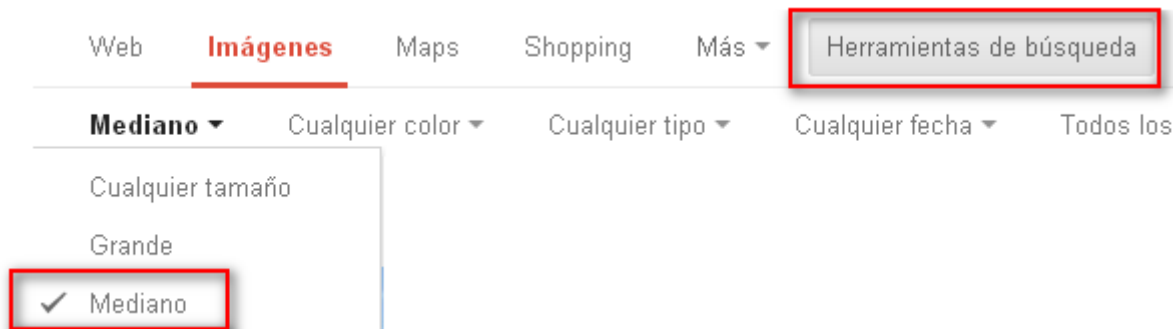 Web Imágenes Maps Shopping Más Herramientas de búsqueda
Mediano Cualquier color Cualquier tipo Cualquier fecha Todos los
Cualquier tamaño
Grande
Mediano